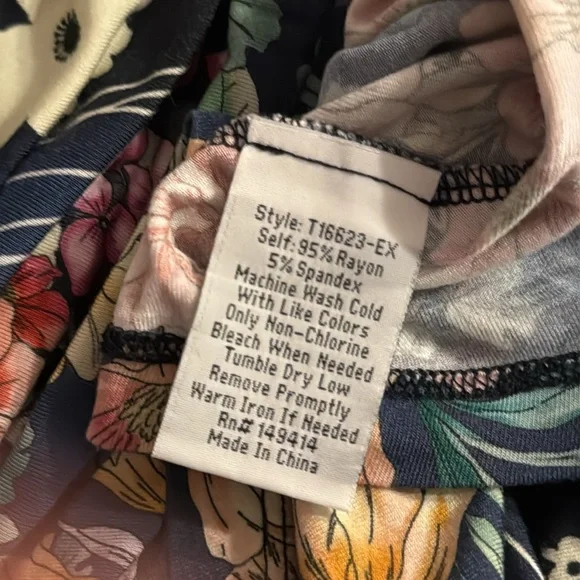 Style: T16623-EX
Self: 95% Rayon
5% Spandex
Machine Wash Cold
With Like Colors
Only Non-Chlorine
Bleach When Needed
Tumble Dry Low
Remove Promptly
Warm Iron If Needed
Rn# 149414
Made In China